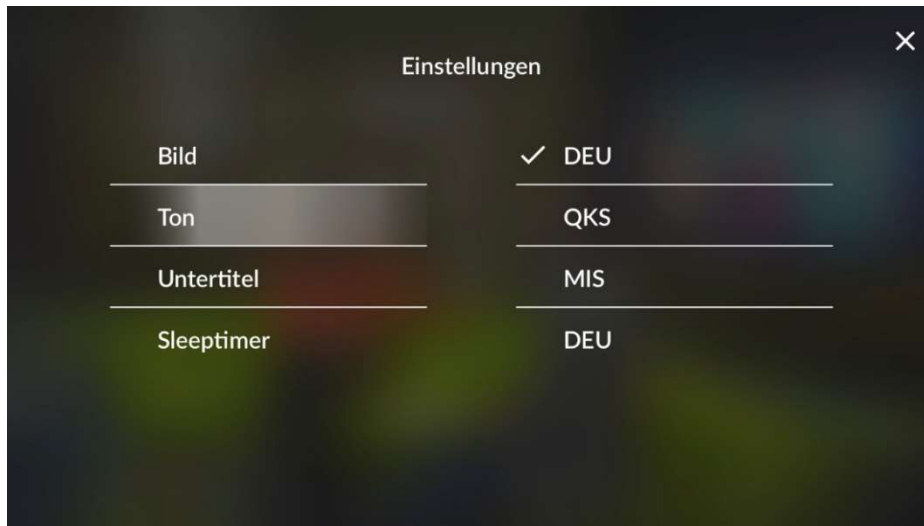 Einstellungen
Bild
Ton
Untertitel
Sleeptimer
DEU
QKS
MIS
DEU